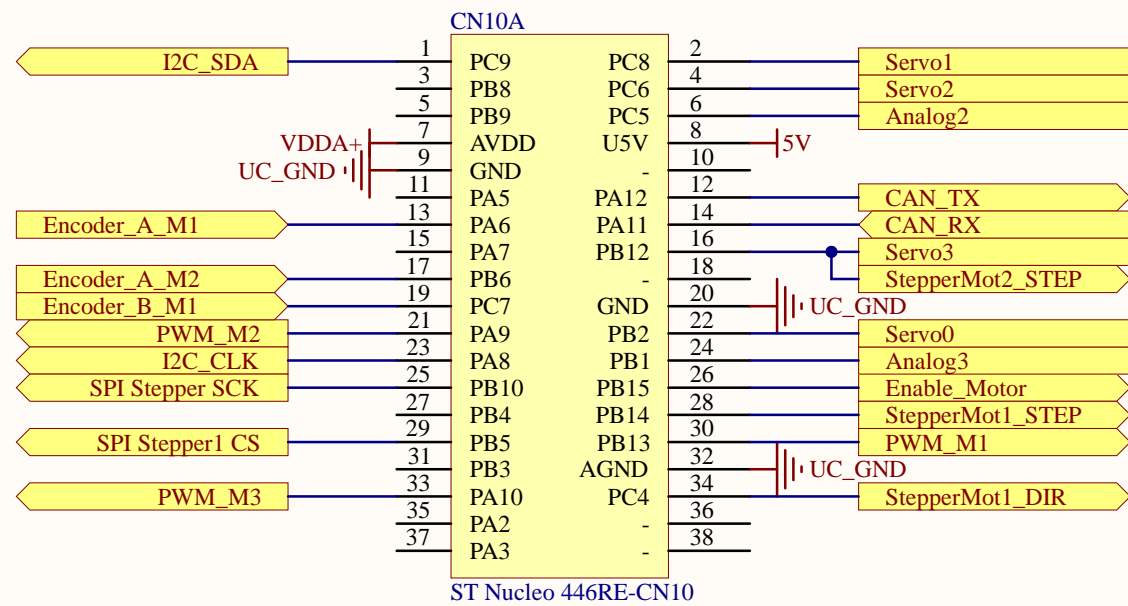 CN10A
I2C_SDA 1 PC9 PC8 2 Servo1
3 PB8 PC6 4 Servo2
5 PB9 PC5 6 Analog2
VDDA+ 7 AVDD U5V 8 5V
UC_GND 9 GND - 10
11 PA5 PA12 12 CAN_TX
Encoder_A_M1 13 PA6 PA11 14 CAN_RX
15 PA7 PB12 16 Servo3
Encoder_A_M2 17 PB6 - 18 StepperMot2_STEP
Encoder_B_M1 19 PC7 GND 20 UC_GND
PWM_M2 21 PA9 PB2 22 Servo0
I2C_CLK 23 PA8 PB1 24 Analog3
SPI Stepper SCK 25 PB10 PB15 26 Enable_Motor
27 PB4 PB14 28 StepperMot1_STEP
SPI Stepper1 CS 29 PB5 PB13 30 PWM_M1
31 PB3 AGND 32 UC_GND
PWM_M3 33 PA10 PC4 34 StepperMot1_DIR
35 PA2 - 36
37 PA3 - 38
ST Nucleo 446RE-CN10